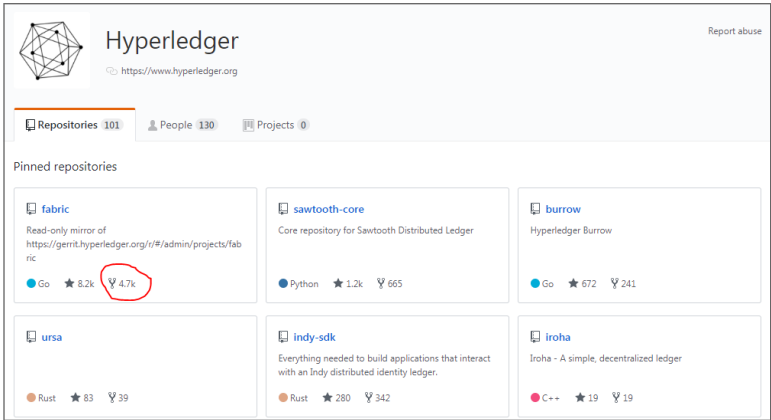 Hyperledger
Report abuse
https://www.hyperledger.org
Repositories 101 People 130 Projects 0
Pinned repositories
fabric
Read-only mirror of
https://gerrit.hyperledger.org/r/#/admin/projects/fab
ric
Go 8.2k 4.7k
sawtooth-core
Core repository for Sawtooth Distributed Ledger
Python 1.2k 665
burrow
Hyperledger Burrow
Go 672 241
ursa
Rust 83 39
indy-sdk
Everything needed to build applications that interact
with an Indy distributed identity ledger.
Rust 280 342
iroha
Iroha - A simple, decentralized ledger
C++ 19 19